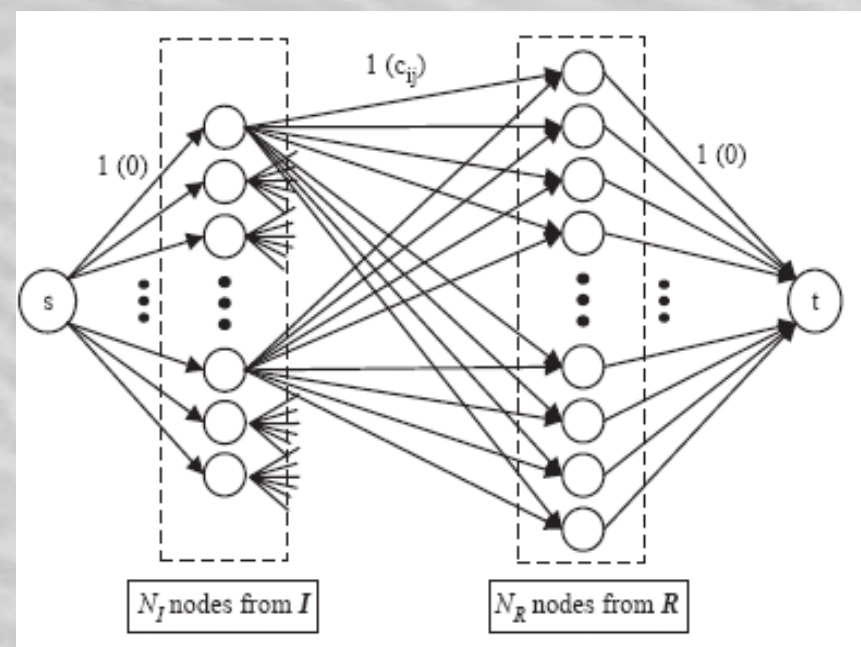 1 (c_ij)
1 (0)
1 (0)
s
t
N_I nodes from I
N_R nodes from R